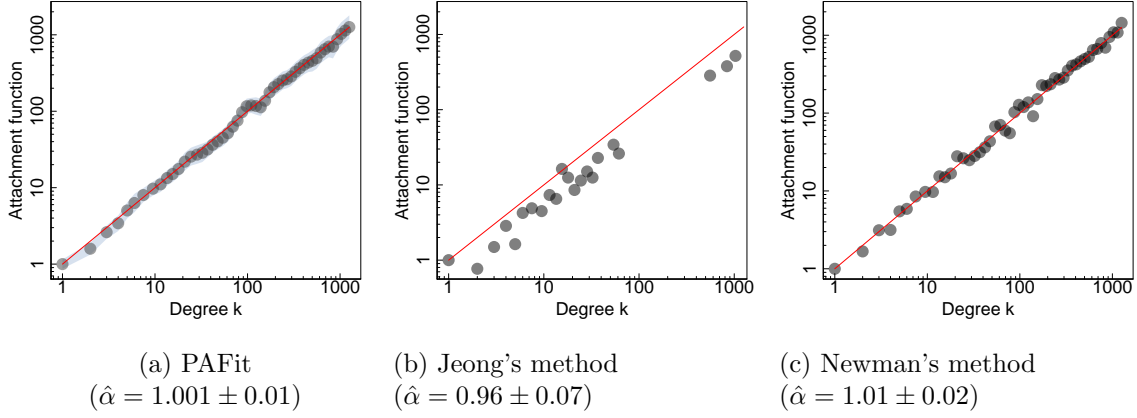 1000
100
10
1
Attachment function
1 10 100 1000
Degree k
1000
100
10
1
Attachment function
1 10 100 1000
Degree k
1000
100
10
1
Attachment function
1 10 100 1000
Degree k
(a) PAFit
(α̂ = 1.001 ± 0.01)
(b) Jeong's method
(α̂ = 0.96 ± 0.07)
(c) Newman's method
(α̂ = 1.01 ± 0.02)